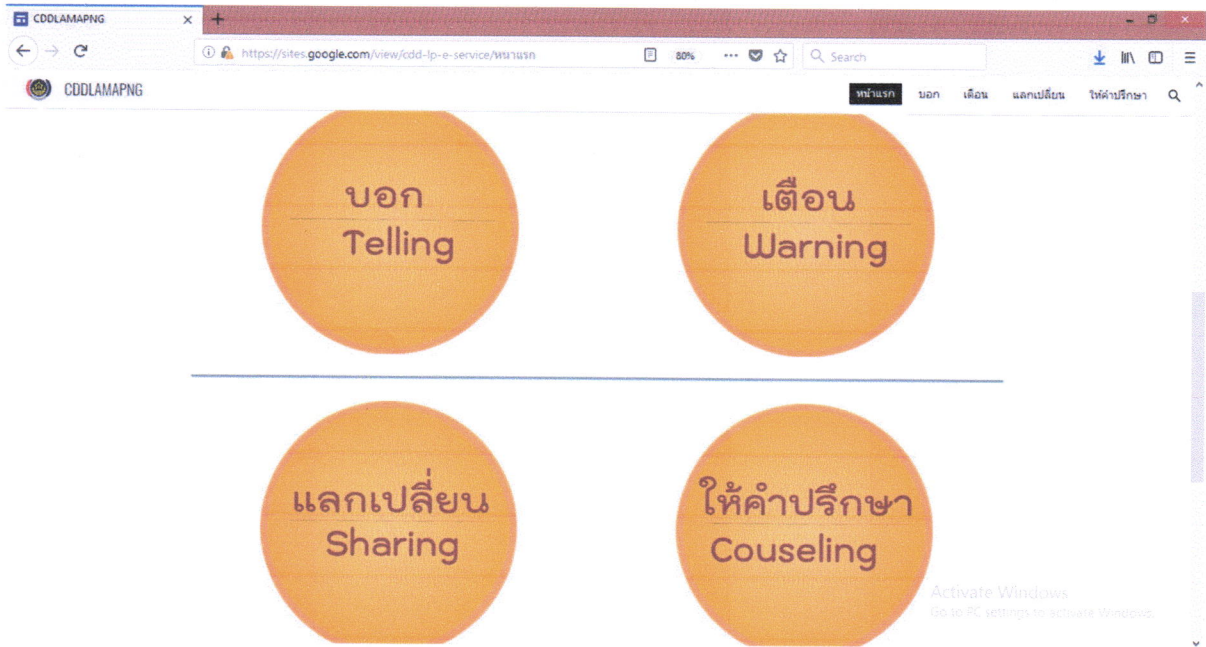 CDDLAMAPNG
https://sites.google.com/view/cdd-lp-e-service/หน้าแรก
80%
Search
CDDLAMAPNG
หน้าแรก บอก เตือน แลกเปลี่ยน ให้คำปรึกษา
บอก
Telling
เตือน
Warning
แลกเปลี่ยน
Sharing
ให้คำปรึกษา
Couseling
Activate Windows
Go to PC settings to activate Windows.